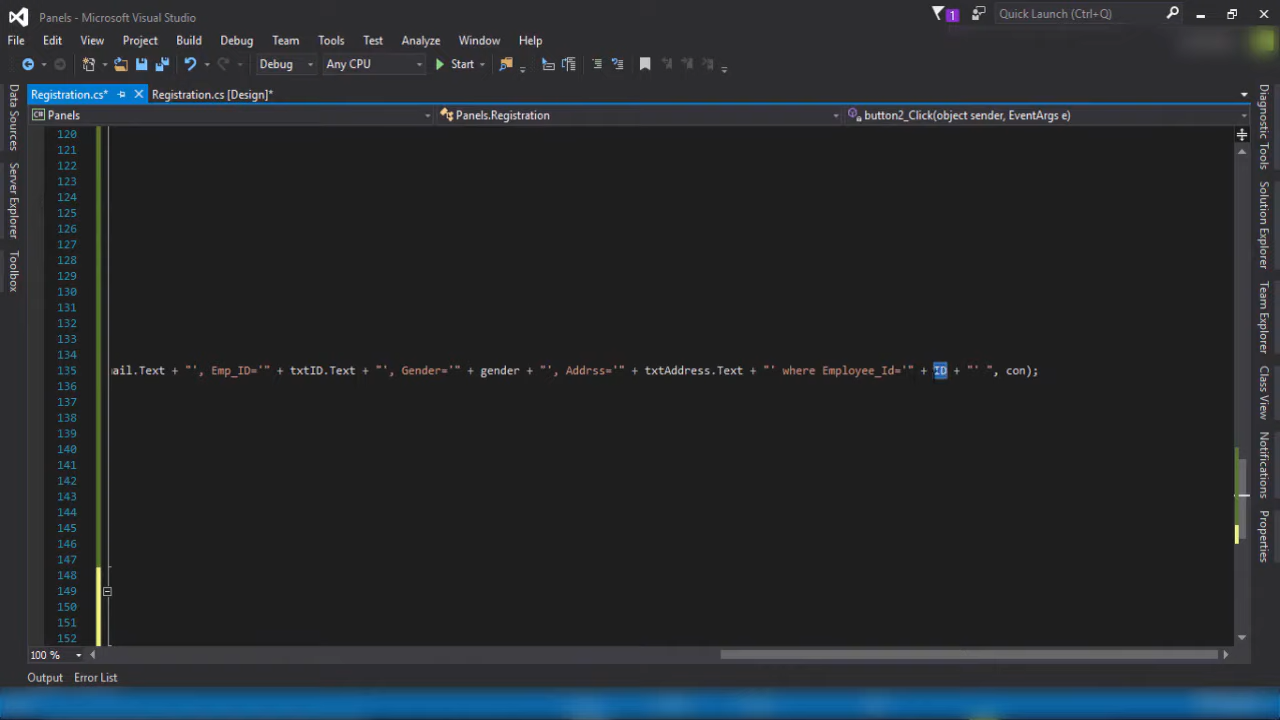 Panels - Microsoft Visual Studio
1
Quick Launch (Ctrl+Q)
File Edit View Project Build Debug Team Tools Test Analyze Window Help
Debug Any CPU Start
Registration.cs* Registration.cs [Design]*
Panels Panels.Registration button2_Click(object sender, EventArgs e)
Data Sources
Server Explorer
Toolbox
120
121
122
123
124
125
126
127
128
129
130
131
132
133
134
135 ail.Text + "', Emp_ID='" + txtID.Text + "', Gender='" + gender + "', Addrss='" + txtAddress.Text + "' where Employee_Id='" + ID + "' ", con);
136
137
138
139
140
141
142
143
144
145
146
147
148
149
150
151
152
Diagnostic Tools
Solution Explorer
Team Explorer
Class View
Notifications
Properties
100 %
Output Error List